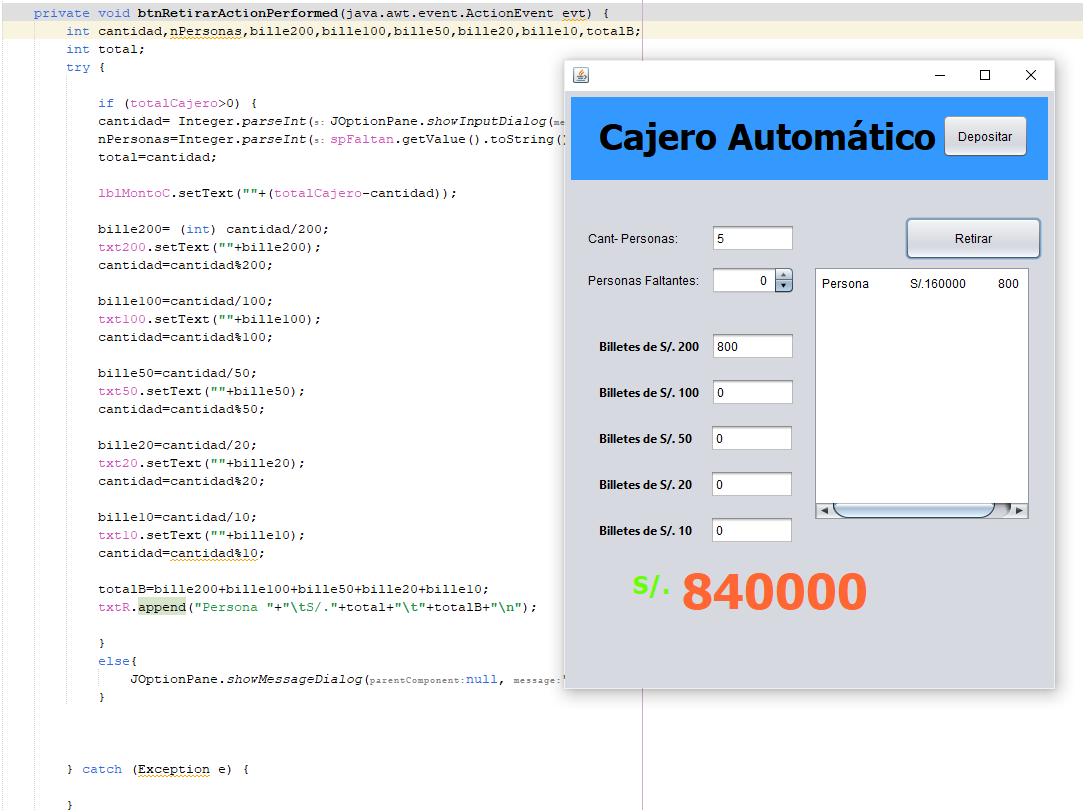 private void btnRetirarActionPerformed(java.awt.event.ActionEvent evt) {
int cantidad,nPersonas,bille200,bille100,bille50,bille20,bille10,totalB;
int total;
try {
if (totalCajero>0) {
cantidad= Integer.parseInt(s: JOptionPane.showInputDialog(
nPersonas=Integer.parseInt(s: spFaltan.getValue().toString()
total=cantidad;
lblMontoC.setText(""+(totalCajero-cantidad));
bille200= (int) cantidad/200;
txt200.setText(""+bille200);
cantidad=cantidad%200;
bille100=cantidad/100;
txt100.setText(""+bille100);
cantidad=cantidad%100;
bille50=cantidad/50;
txt50.setText(""+bille50);
cantidad=cantidad%50;
bille20=cantidad/20;
txt20.setText(""+bille20);
cantidad=cantidad%20;
bille10=cantidad/10;
txt10.setText(""+bille10);
cantidad=cantidad%10;
totalB=bille200+bille100+bille50+bille20+bille10;
txtR.append("Persona "+"\tS/."+total+"\t"+totalB+"\n");
}
else{
JOptionPane.showMessageDialog(parentComponent:null, message:"
}
} catch (Exception e) {
}
Cajero Automático
Depositar
Cant- Personas: 5
Retirar
Personas Faltantes: 0
Persona S/.160000 800
Billetes de S/. 200 800
Billetes de S/. 100 0
Billetes de S/. 50 0
Billetes de S/. 20 0
Billetes de S/. 10 0
S/. 840000